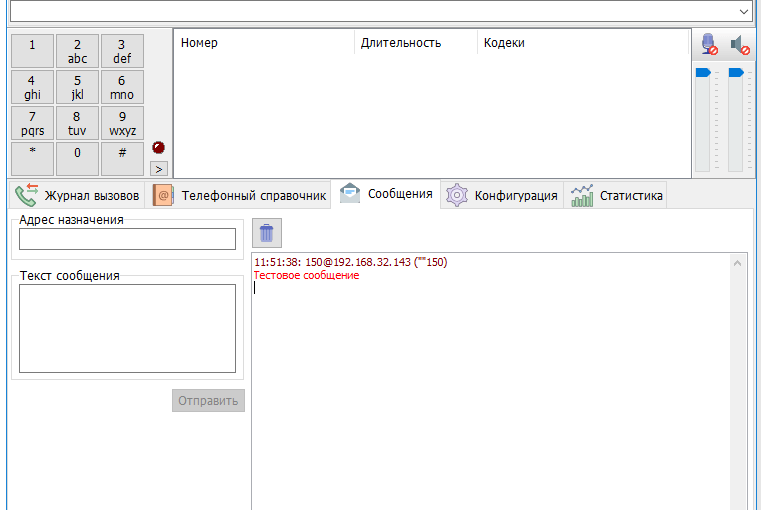 1
2
abc
3
def
4
ghi
5
jkl
6
mno
7
pqrs
8
tuv
9
wxyz
*
0
#
>
Номер Длительность Кодеки
Журнал вызовов Телефонный справочник Сообщения Конфигурация Статистика
Адрес назначения
Текст сообщения
Отправить
11:51:38: 150@192.168.32.143 (""150)
Тестовое сообщение